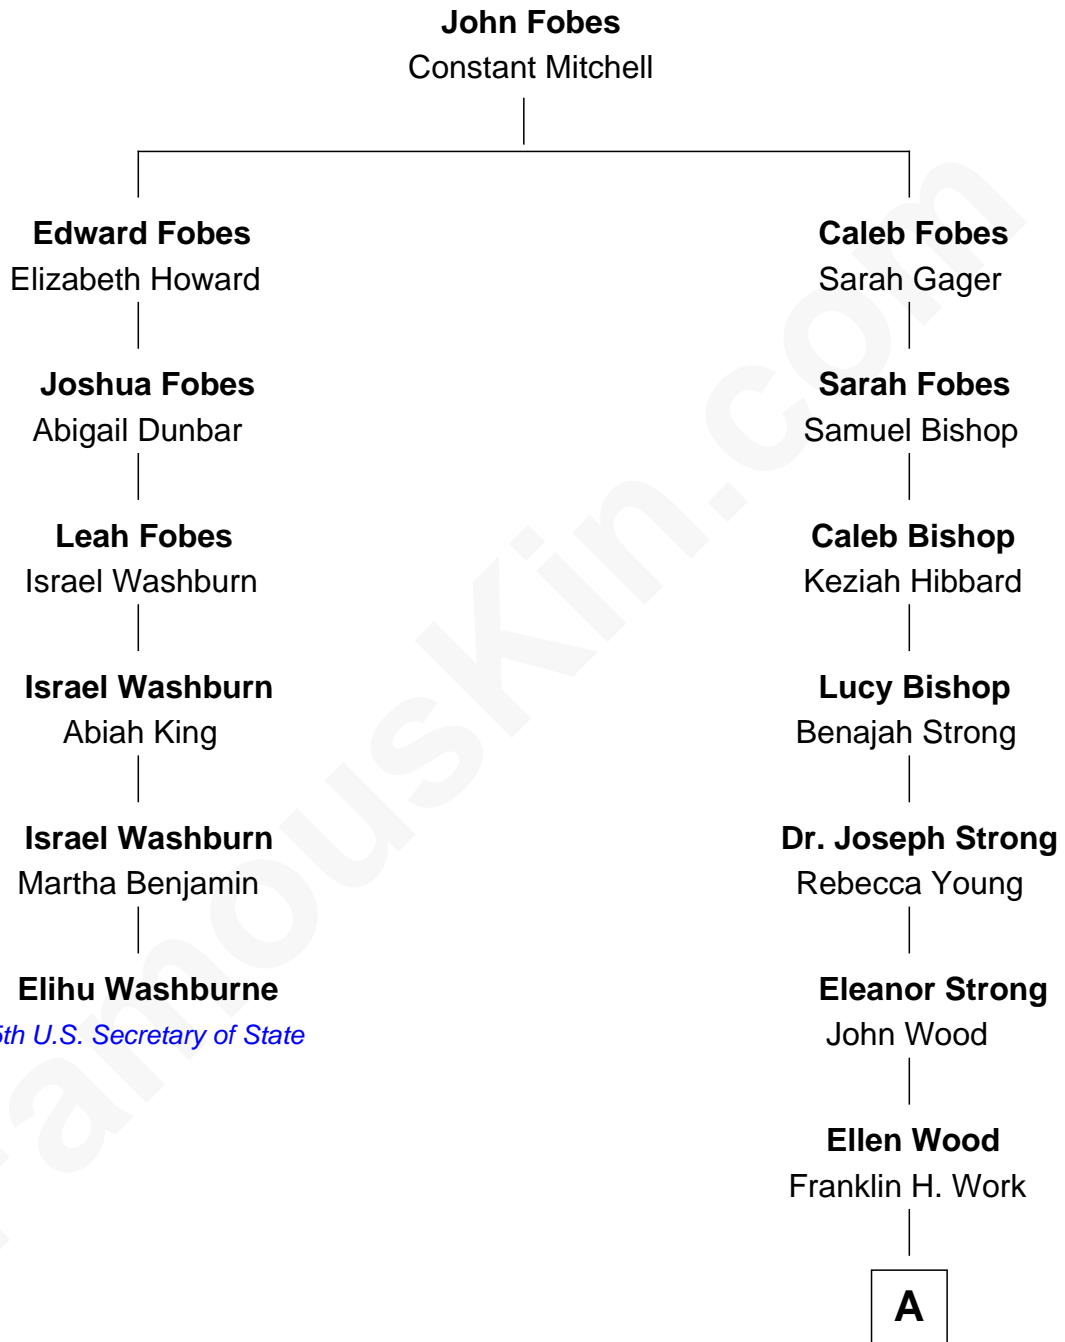 John Fobes
Constant Mitchell
Edward Fobes
Elizabeth Howard
Caleb Fobes
Sarah Gager
Joshua Fobes
Abigail Dunbar
Sarah Fobes
Samuel Bishop
Leah Fobes
Israel Washburn
Caleb Bishop
Keziah Hibbard
Israel Washburn
Abiah King
Lucy Bishop
Benajah Strong
Israel Washburn
Martha Benjamin
Dr. Joseph Strong
Rebecca Young
Elihu Washburne
5th U.S. Secretary of State
Eleanor Strong
John Wood
Ellen Wood
Franklin H. Work
A
FamousKin.com